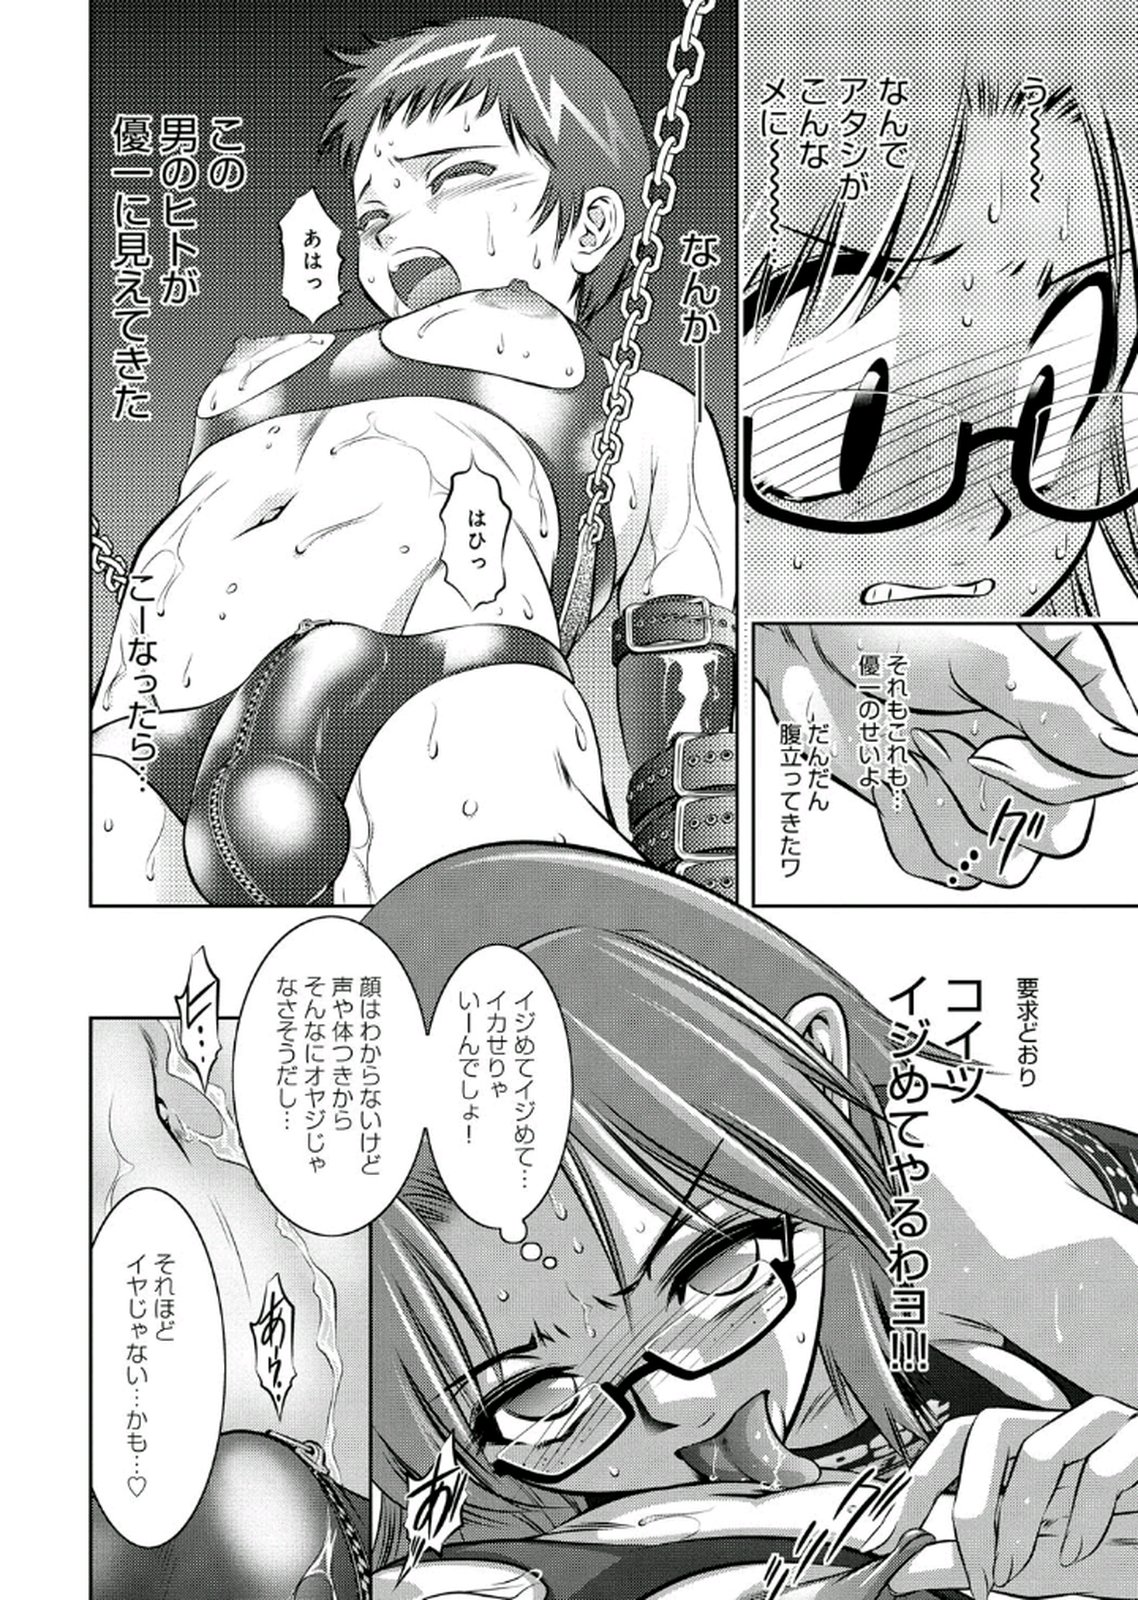 う〜〜
なんで
アタシが
こんな
メに〜〜…
それもこれも…
優一のせいよ
だんだん
腹立ってきたワ
グ…
なんか――
あはっ
この
男のヒトが
優一に見えてきた
はひっ
こーなったら…
要求どおり
コイツ
イジめてやるわヨ!!!
イジめてイジめて…
イカせりゃ
いーんでしょ!
顔はわからないけど
声や体つきから
そんなにオヤジじゃ
なさそうだし…
ビ…
それほど
イヤじゃない…かも…♡
あっ
あ